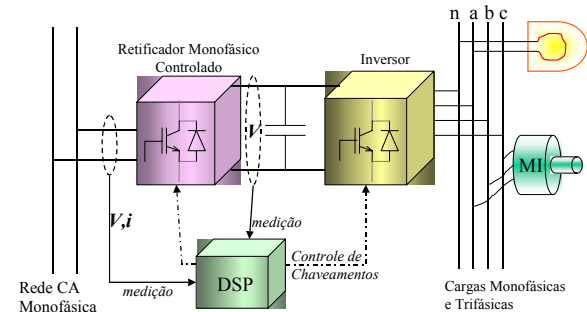 n a b c
Retificador Monofásico
Controlado
Inversor
V
MI
V,i
medição
medição
DSP
Controle de
Chaveamentos
Rede CA
Monofásica
Cargas Monofásicas
e Trifásicas